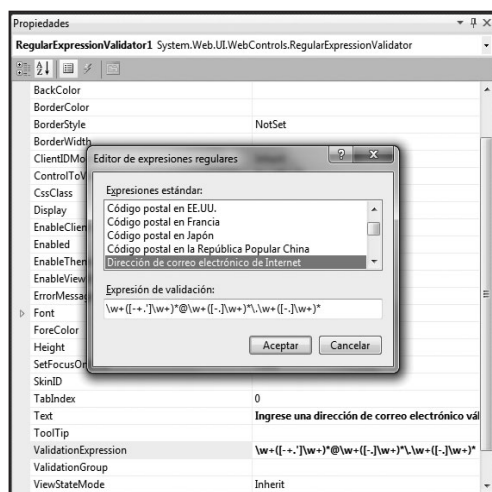 Propiedades
RegularExpressionValidator1 System.Web.UI.WebControls.RegularExpressionValidator
BackColor
BorderColor
BorderStyle NotSet
BorderWidth
ClientIDMo
ControlToV
CssClass
Display
EnableClien
Enabled
EnableThen
EnableView
ErrorMessag
Font
ForeColor
Height
SetFocusOn
SkinID
TabIndex 0
Text Ingrese una dirección de correo electrónico vál
ToolTip
ValidationExpression \w+([-+.']\w+)*@\w+([-.]\w+)*\.\w+([-.]\w+)*
ValidationGroup
ViewStateMode Inherit
Editor de expresiones regulares
Expresiones estándar:
Código postal en EE.UU.
Código postal en Francia
Código postal en Japón
Código postal en la República Popular China
Dirección de correo electrónico de Internet
Expresión de validación:
\w+([-+.']\w+)*@\w+([-.]\w+)*\.\w+([-.]\w+)*
Aceptar Cancelar